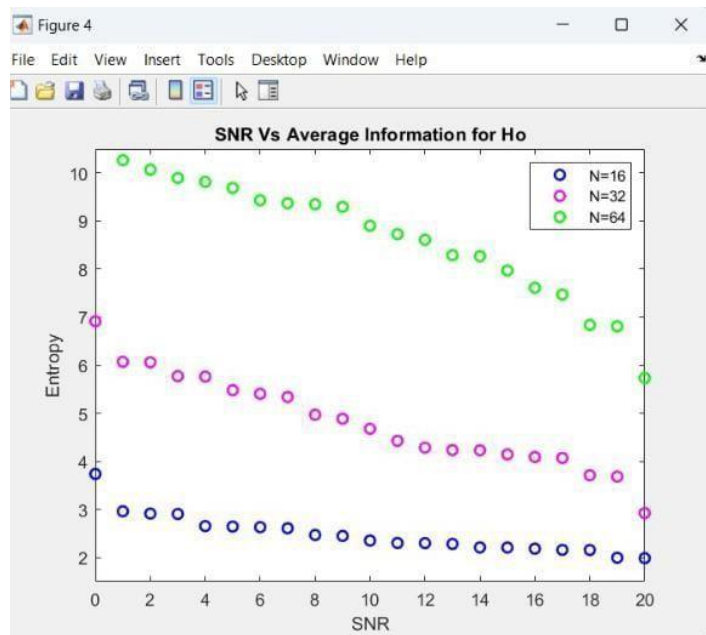 Figure 4
File Edit View Insert Tools Desktop Window Help
SNR Vs Average Information for Ho
N=16
N=32
N=64
10
9
8
7
6
5
4
3
2
Entropy
0 2 4 6 8 10 12 14 16 18 20
SNR